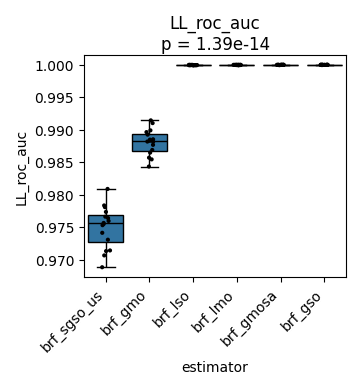 LL_roc_auc
p = 1.39e-14
LL_roc_auc
1.000
0.995
0.990
0.985
0.980
0.975
0.970
brf_sgso_us
brf_gmo
brf_lso
brf_lmo
brf_gmosa
brf_gso
estimator